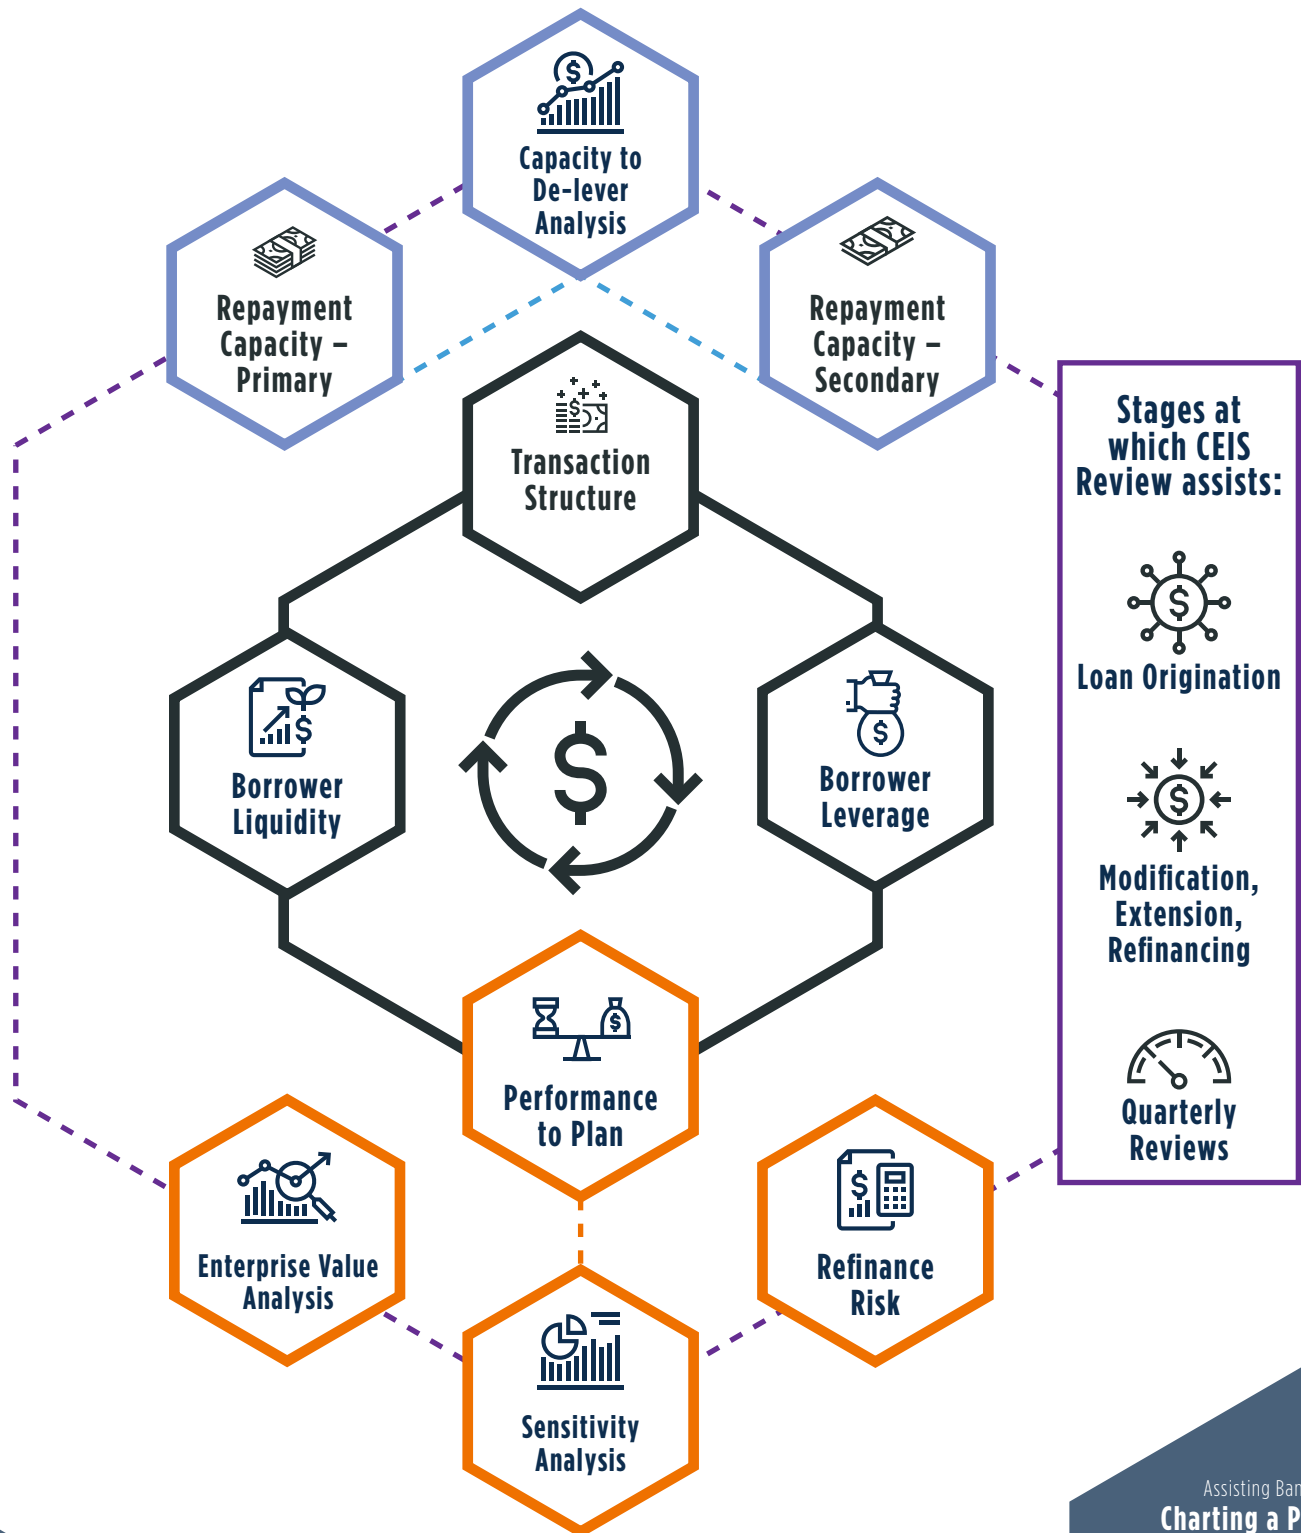 Capacity to
De-lever
Analysis
Repayment
Capacity –
Primary
Repayment
Capacity –
Secondary
Transaction
Structure
Borrower
Liquidity
Borrower
Leverage
Performance
to Plan
Enterprise Value
Analysis
Refinance
Risk
Sensitivity
Analysis
Stages at
which CEIS
Review assists:
Loan Origination
Modification,
Extension,
Refinancing
Quarterly
Reviews
Assisting
Charting a